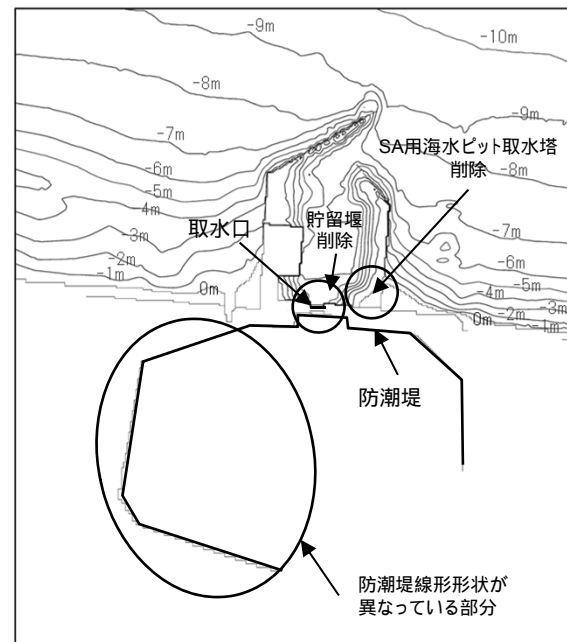 -9m
-10m
-8m
-9m
-7m
SA用海水ピット取水塔
削除
-8m
-6m
-5m
-4m
取水口
貯留堰
削除
-7m
-3m
-2m
-6m
-1m
0m
-5m
-4m
-3m
0m
-2m
-1m
防潮堤
防潮堤線形形状が
異なっている部分